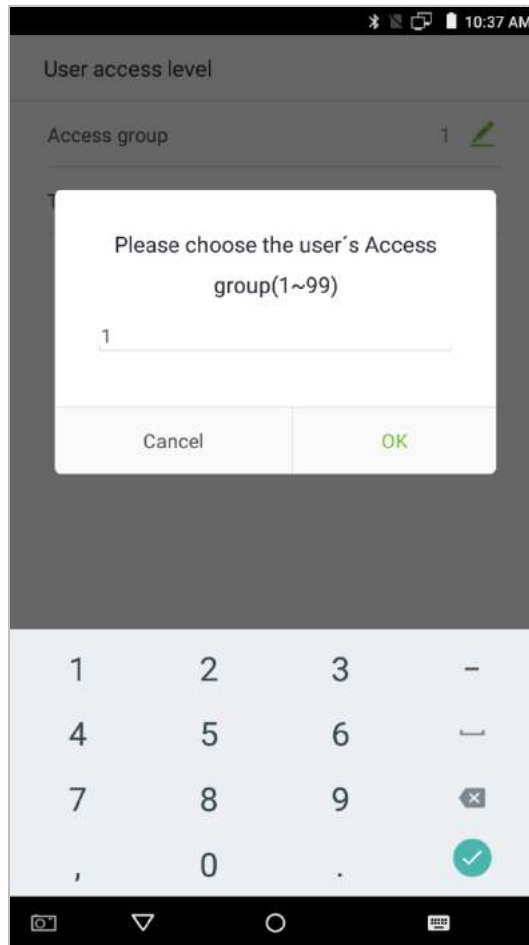 10:37 AM
User access level
Access group 1
T
Please choose the user´s Access
group(1~99)
1
Cancel OK
1 2 3 -
4 5 6
7 8 9
, 0 .